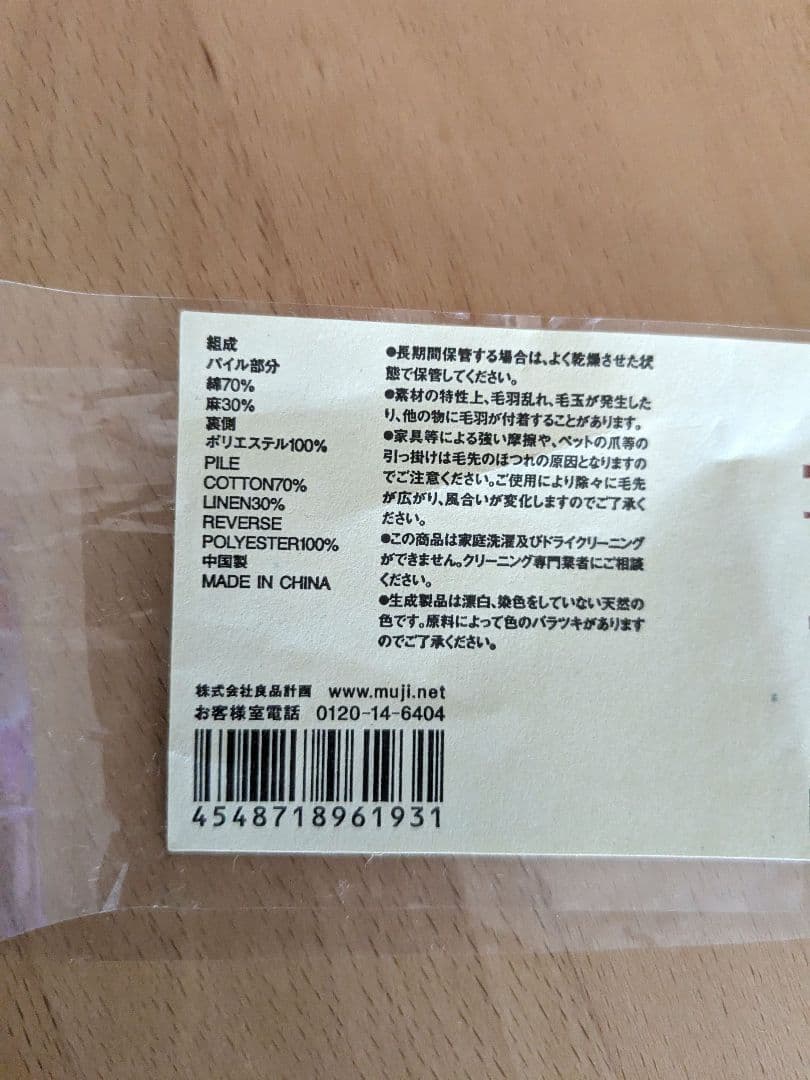 組成
パイル部分
綿70%
麻30%
裏側
ポリエステル100%
PILE
COTTON70%
LINEN30%
REVERSE
POLYESTER100%
中国製
MADE IN CHINA
●長期間保管する場合は、よく乾燥させた状
態で保管してください。
●素材の特性上、毛羽乱れ、毛玉が発生した
り、他の物に毛羽が付着することがあります。
●家具等による強い摩擦や、ペットの爪等の
引っ掛けは毛先のほつれの原因となりますの
でご注意ください。ご使用により除々に毛先
が広がり、風合いが変化しますのでご了承く
ださい。
●この商品は家庭洗濯及びドライクリーニング
ができません。クリーニング専門業者にご相談
ください。
●生成製品は漂白、染色をしていない天然の
色です。原料によって色のバラツキがあります
のでご了承ください。
株式会社良品計画 www.muji.net
お客様室電話 0120-14-6404
4548718961931